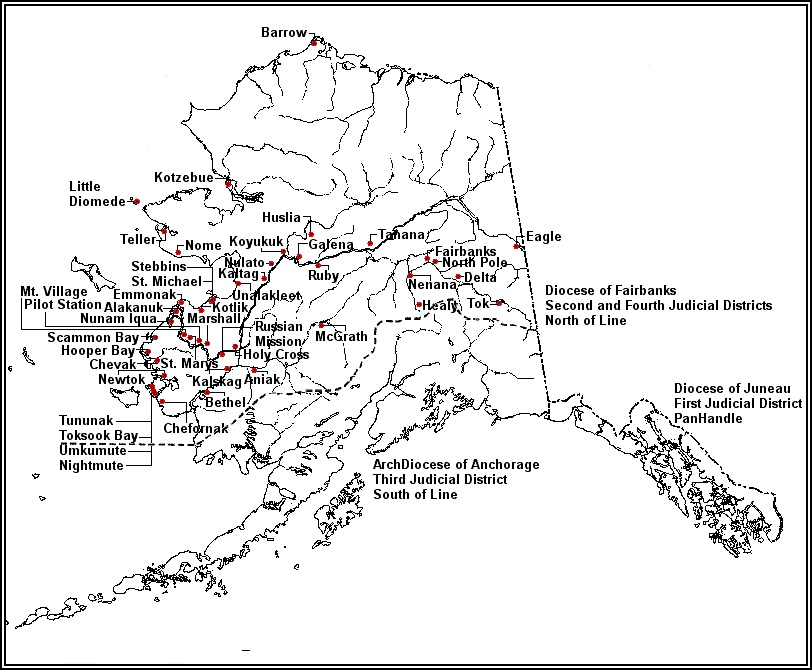 Barrow
Kotzebue
Little
Diomede
Huslia
Teller
Nome
Koyukuk
Galena
Tanana
Eagle
Fairbanks
North Pole
Stebbins
Nulato
Kaltag
Ruby
Delta
St. Michael
Nenana
Mt. Village
Emmonak
Unalakleet
Diocese of Fairbanks
Second and Fourth Judicial Districts
North of Line
Pilot Station
Alakanuk
Kotlik
Healy
Tok
Nunam Iqua
Marshall
Russian
Mission
McGrath
Scammon Bay
Hooper Bay
Holy Cross
Chevak
St. Marys
Newtok
Kalskag
Aniak
Bethel
Diocese of Juneau
First Judicial District
PanHandle
Tununak
Chefornak
Toksook Bay
Umkumute
Nightmute
ArchDiocese of Anchorage
Third Judicial District
South of Line